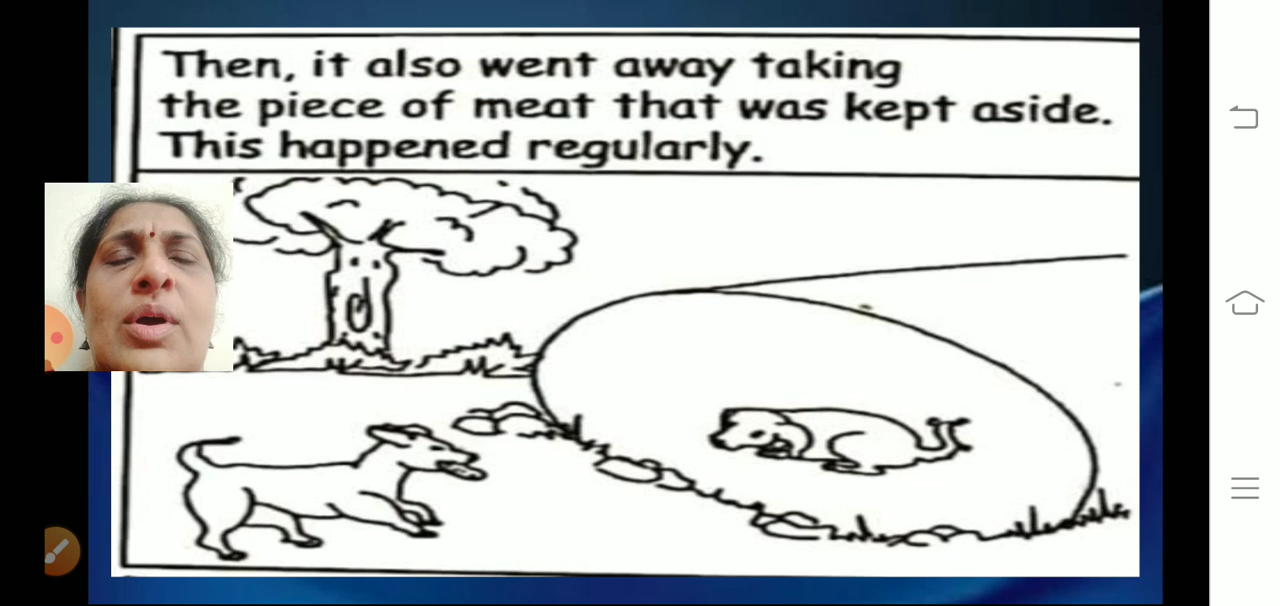 Then, it also went away taking
the piece of meat that was kept aside.
This happened regularly.